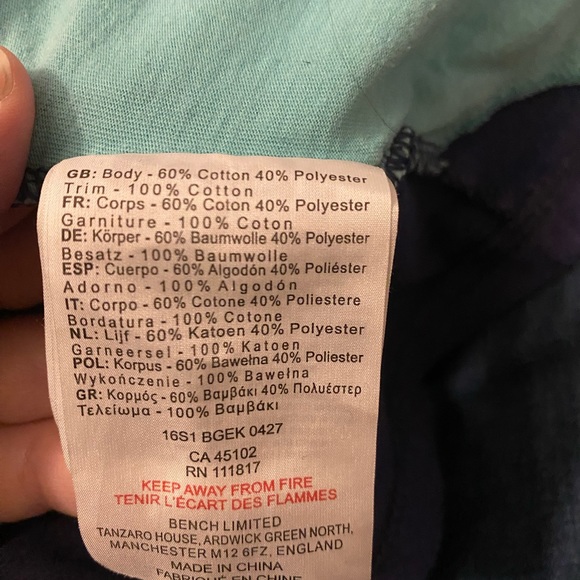 GB: Body - 60% Cotton 40% Polyester
Trim - 100% Cotton
FR: Corps - 60% Coton 40% Polyester
Garniture - 100% Coton
DE: Körper - 60% Baumwolle 40% Polyester
Besatz - 100% Baumwolle
ESP: Cuerpo - 60% Algodón 40% Poliéster
Adorno - 100% Algodón
IT: Corpo - 60% Cotone 40% Poliestere
Bordatura - 100% Cotone
NL: Lijf - 60% Katoen 40% Polyester
Garneersel - 100% Katoen
POL: Korpus - 60% Bawełna 40% Poliester
Wykończenie - 100% Bawełna
GR: Κορμός - 60% Βαμβάκι 40% Πολυέστερ
Τελείωμα - 100% Βαμβάκι
16S1 BGEK 0427
CA 45102
RN 111817
KEEP AWAY FROM FIRE
TENIR L'ÉCART DES FLAMMES
BENCH LIMITED
TANZARO HOUSE, ARDWICK GREEN NORTH,
MANCHESTER M12 6FZ, ENGLAND
MADE IN CHINA
FABRIQUÉ EN CHINE